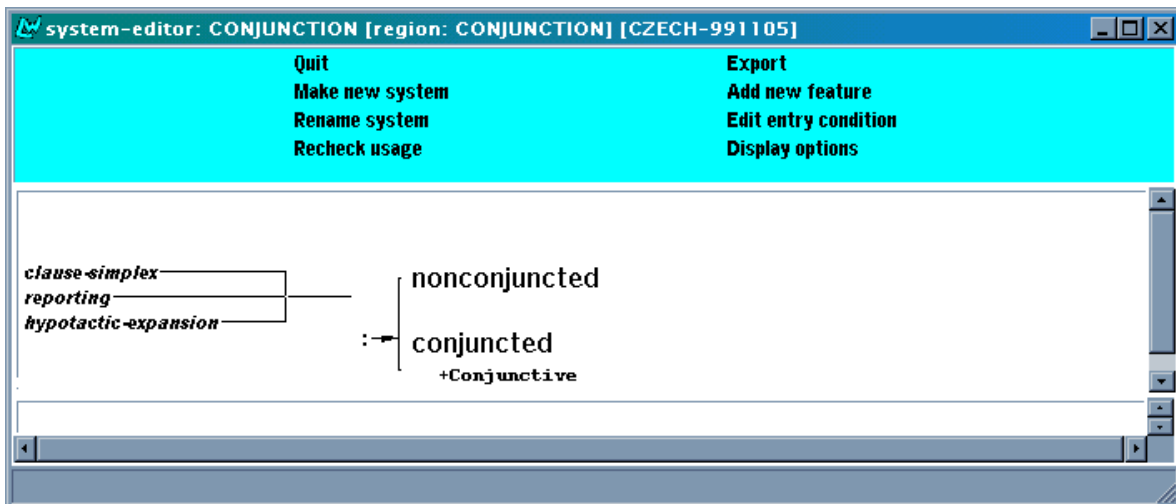 system-editor: CONJUNCTION [region: CONJUNCTION] [CZECH-991105]
Quit Export
Make new system Add new feature
Rename system Edit entry condition
Recheck usage Display options
clause-simplex
reporting
hypotactic-expansion
nonconjuncted
:
conjuncted
+Conjunctive